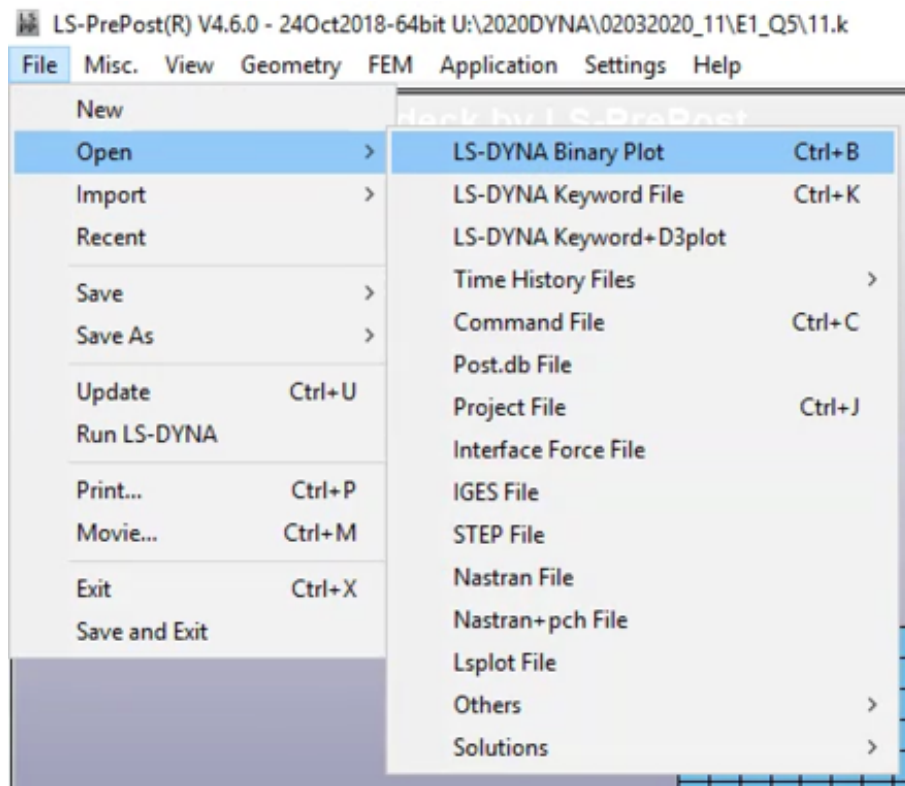 LS-PrePost(R) V4.6.0 - 24Oct2018-64bit U:\2020DYNA\02032020_11\E1_Q5\11.k
File Misc. View Geometry FEM Application Settings Help
deck by LS-PrePost
New
Open >
Import >
Recent
Save >
Save As >
Update Ctrl+U
Run LS-DYNA
Print... Ctrl+P
Movie... Ctrl+M
Exit Ctrl+X
Save and Exit
LS-DYNA Binary Plot Ctrl+B
LS-DYNA Keyword File Ctrl+K
LS-DYNA Keyword+D3plot
Time History Files >
Command File Ctrl+C
Post.db File
Project File Ctrl+J
Interface Force File
IGES File
STEP File
Nastran File
Nastran+pch File
Lsplot File
Others >
Solutions >